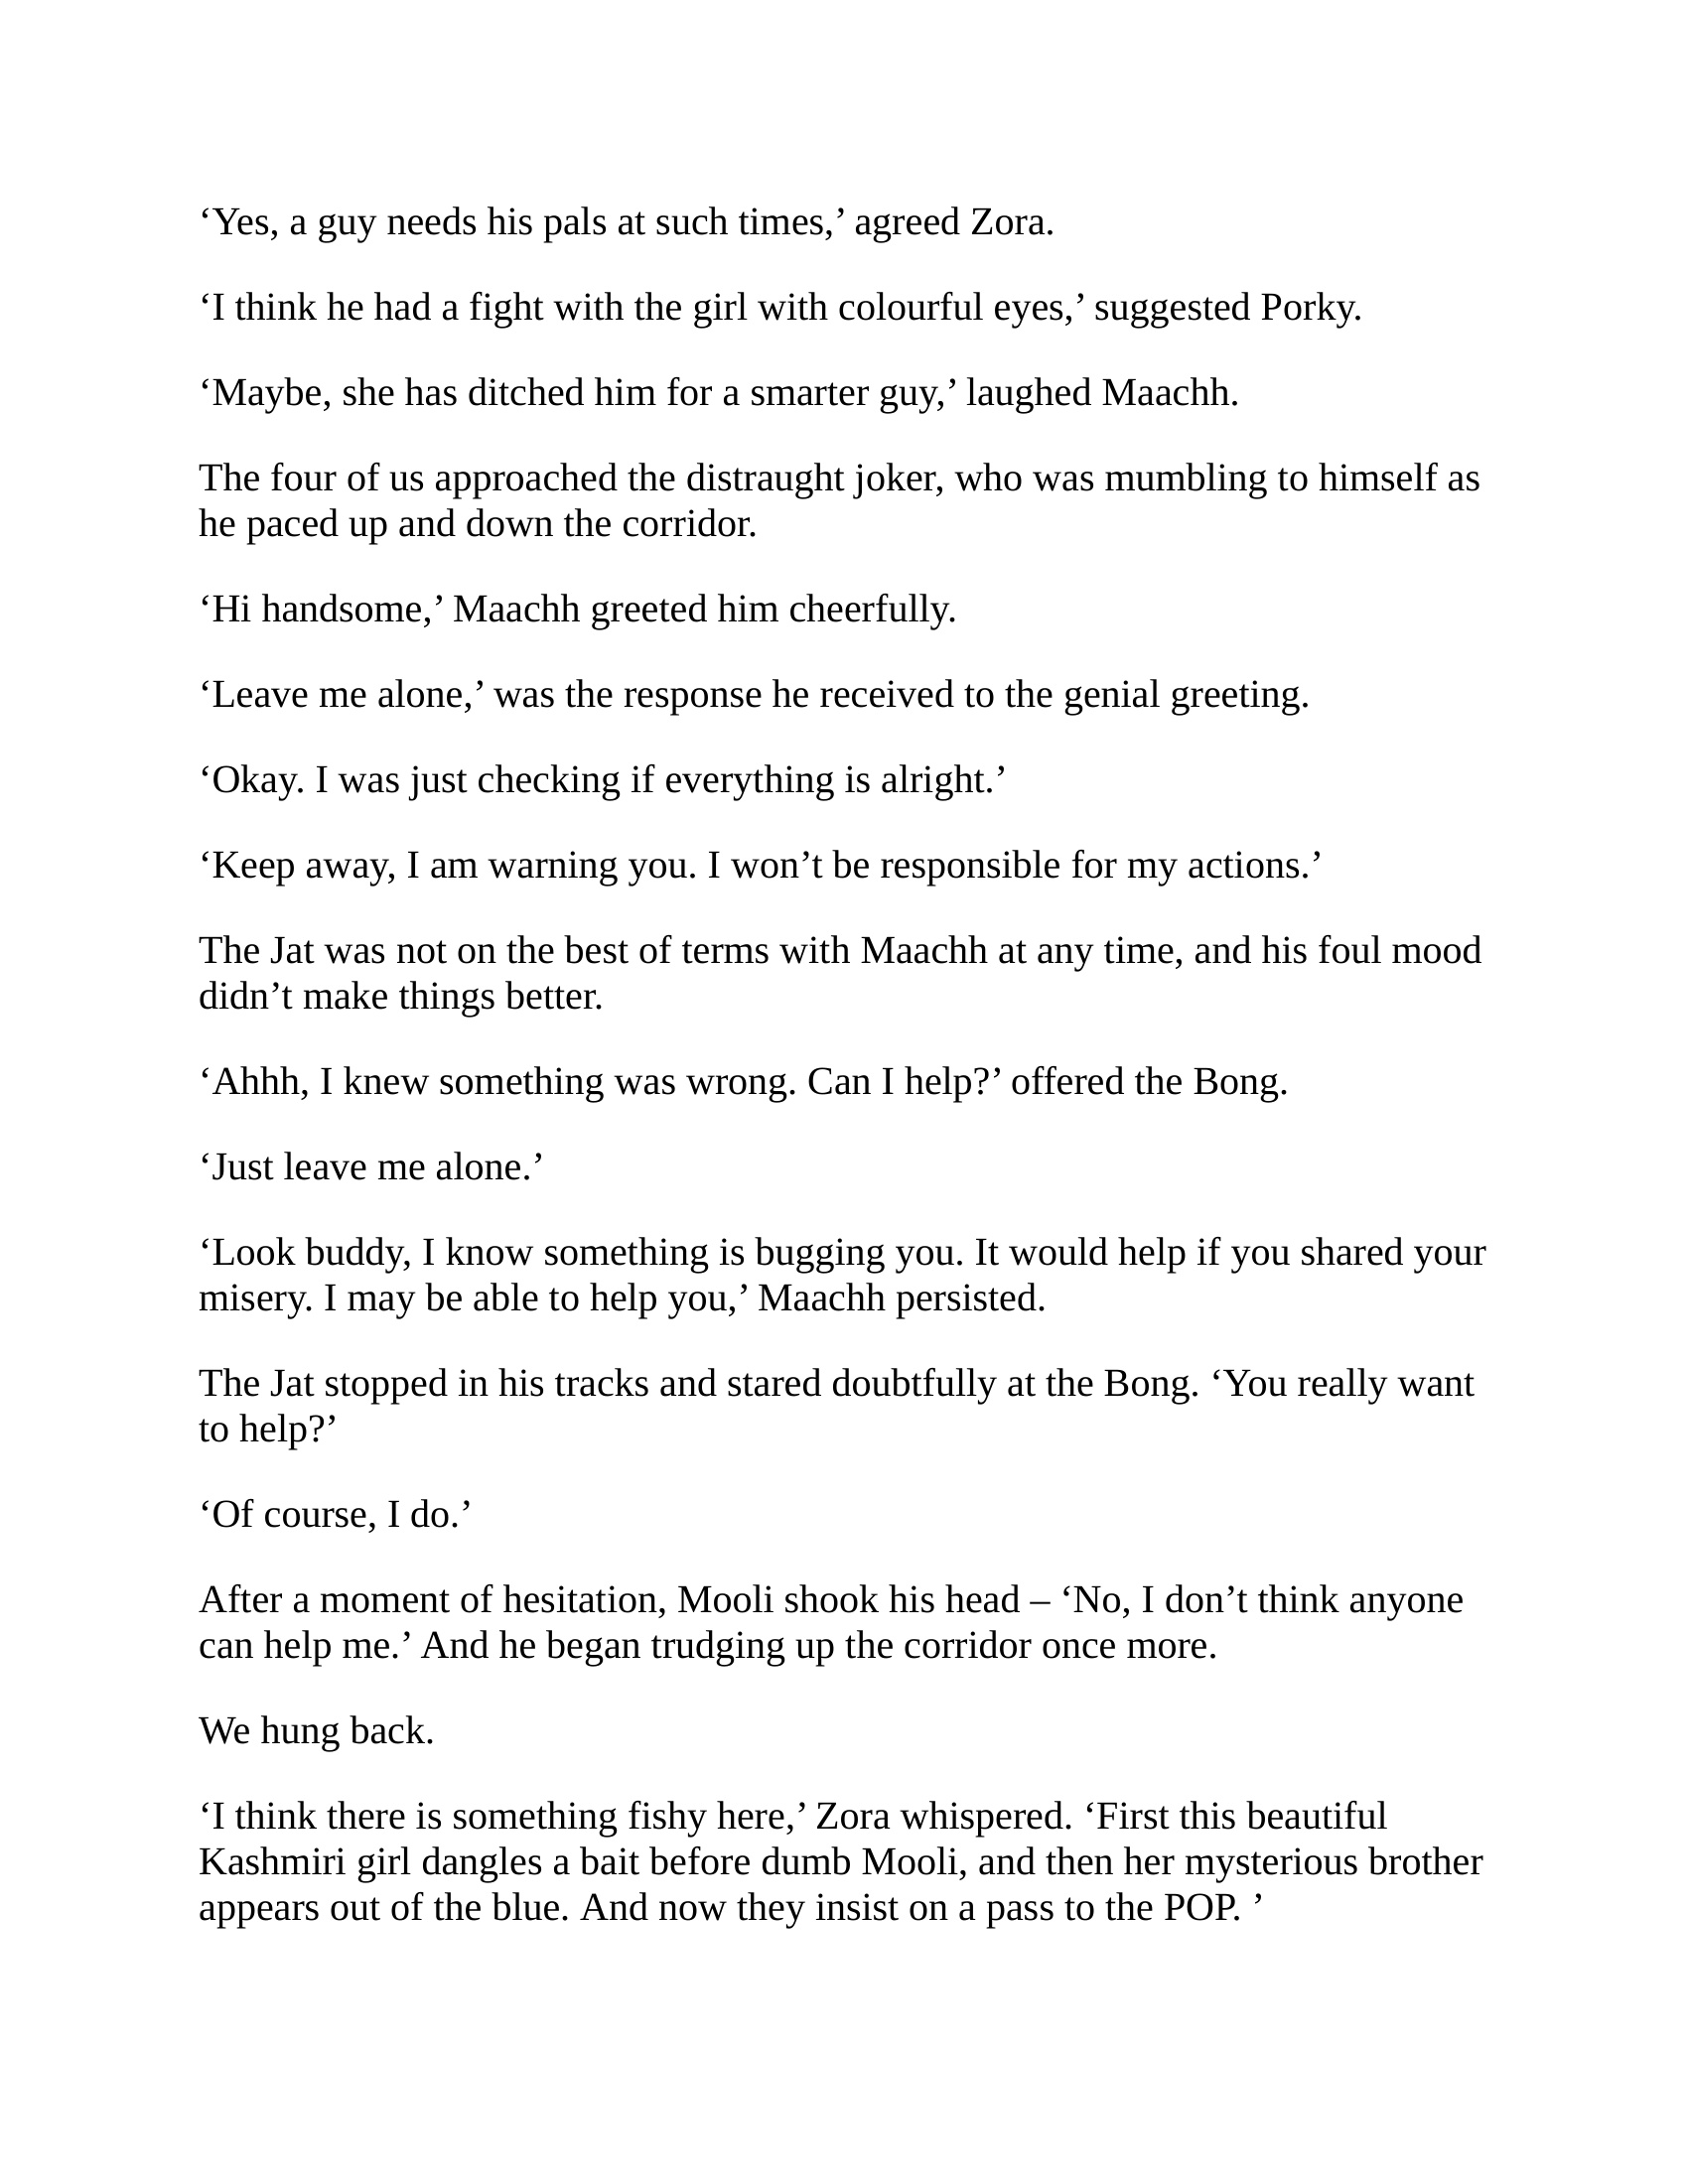 ‘Yes, a guy needs his pals at such times,’ agreed Zora.
‘I think he had a fight with the girl with colourful eyes,’ suggested Porky.
‘Maybe, she has ditched him for a smarter guy,’ laughed Maachh.
The four of us approached the distraught joker, who was mumbling to himself as
he paced up and down the corridor.
‘Hi handsome,’ Maachh greeted him cheerfully.
‘Leave me alone,’ was the response he received to the genial greeting.
‘Okay. I was just checking if everything is alright.’
‘Keep away, I am warning you. I won’t be responsible for my actions.’
The Jat was not on the best of terms with Maachh at any time, and his foul mood
didn’t make things better.
‘Ahhh, I knew something was wrong. Can I help?’ offered the Bong.
‘Just leave me alone.’
‘Look buddy, I know something is bugging you. It would help if you shared your
misery. I may be able to help you,’ Maachh persisted.
The Jat stopped in his tracks and stared doubtfully at the Bong. ‘You really want
to help?’
‘Of course, I do.’
After a moment of hesitation, Mooli shook his head – ‘No, I don’t think anyone
can help me.’ And he began trudging up the corridor once more.
We hung back.
‘I think there is something fishy here,’ Zora whispered. ‘First this beautiful
Kashmiri girl dangles a bait before dumb Mooli, and then her mysterious brother
appears out of the blue. And now they insist on a pass to the POP. ’